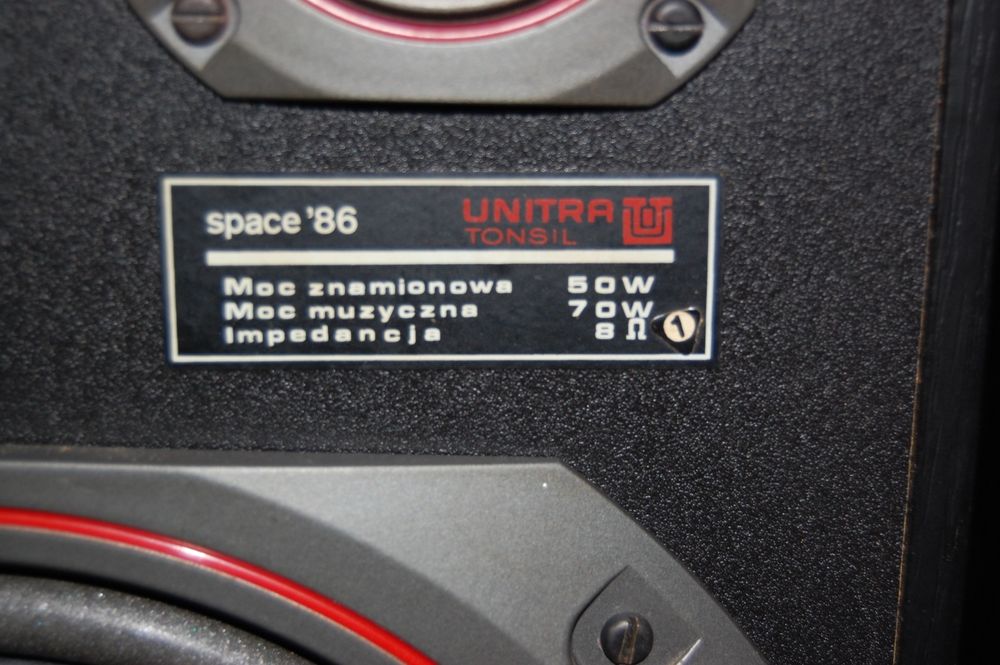 space '86
UNITRA
TONSIL
Moc znamionowa 50W
Moc muzyczna 70W
Impedancja 8 Ω
1